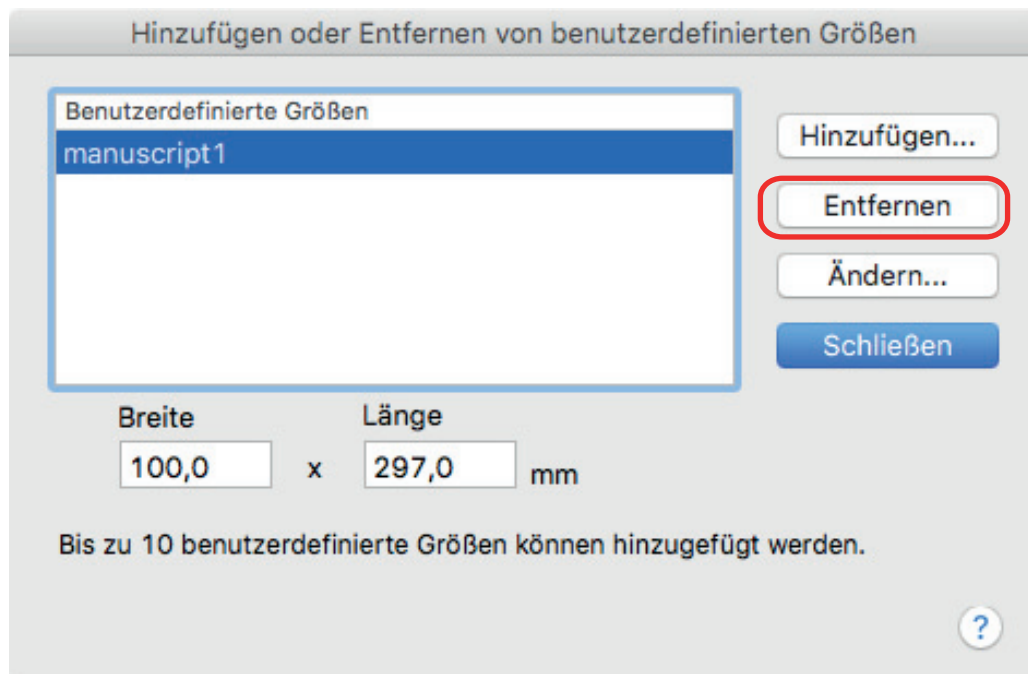 Hinzufügen oder Entfernen von benutzerdefinierten Größen
Benutzerdefinierte Größen
manuscript1
Hinzufügen...
Entfernen
Ändern...
Schließen
Breite Länge
100,0 x 297,0 mm
Bis zu 10 benutzerdefinierte Größen können hinzugefügt werden.
?